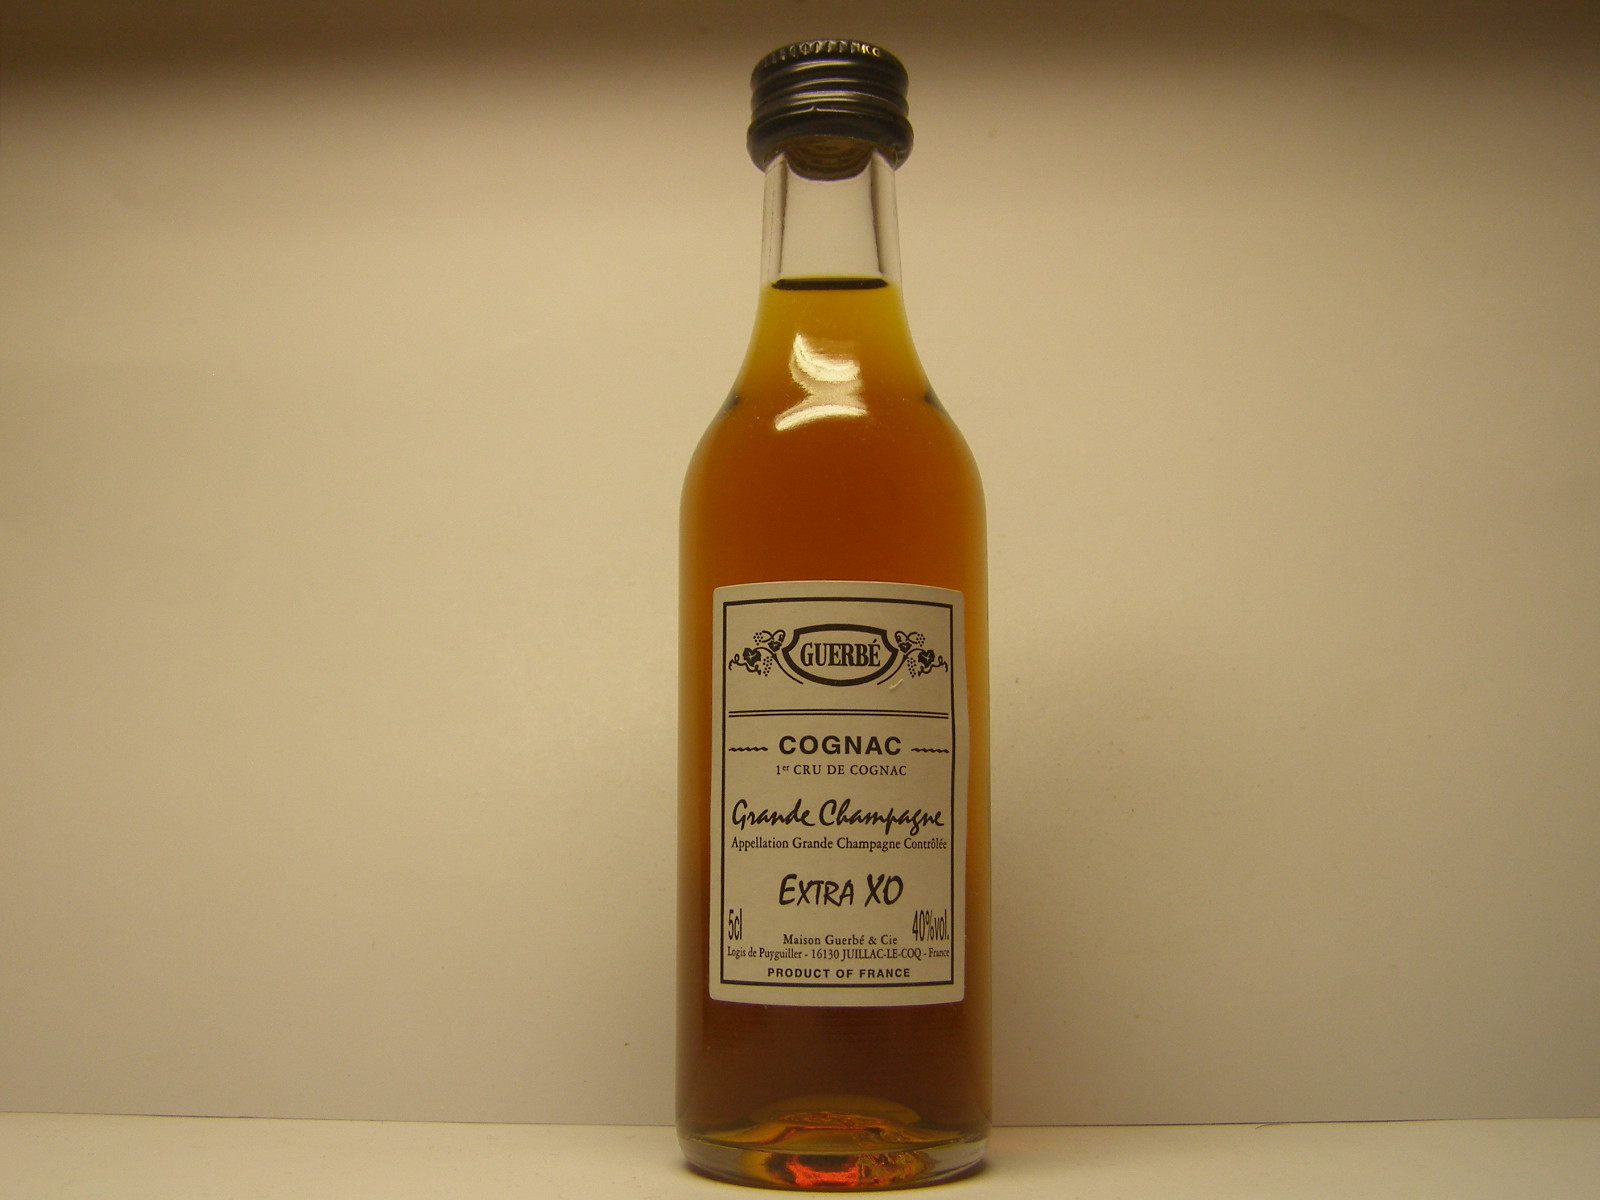 GUERBÉ
COGNAC
1er CRU DE COGNAC
Grande Champagne
Appellation Grande Champagne Contrôlée
EXTRA XO
5cl 40%vol.
Maison Guerbé & Cie
Logis de Puyguiller - 16130 JUILLAC-LE-COQ - France
PRODUCT OF FRANCE